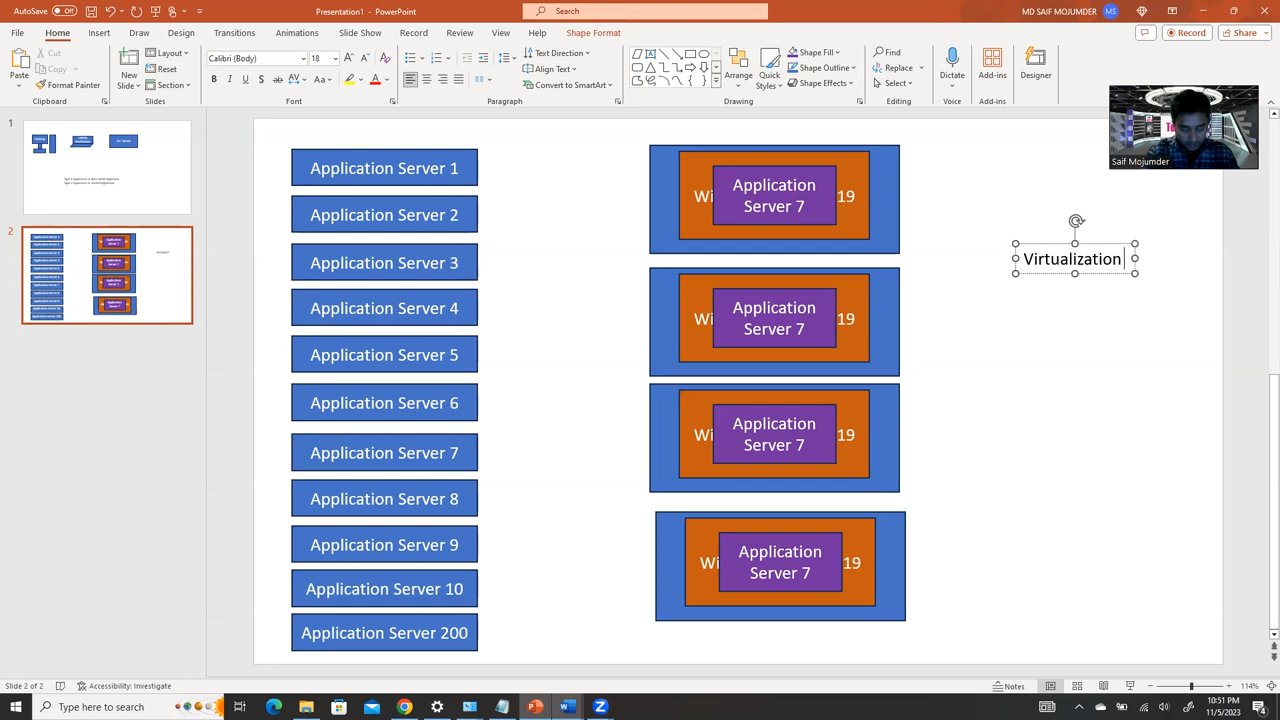 AutoSave Off
Presentation1 - PowerPoint
Search
MD SAIF MOJUMDER
MS
File Home Insert Draw Design Transitions Animations Slide Show Record Review View Help Shape Format
Record
Share
Paste
Cut
Copy
Format Painter
Clipboard
New Slide
Layout
Reset
Section
Slides
Calibri (Body) 18
Font
Text Direction
Align Text
Convert to SmartArt
Paragraph
Arrange
Quick Styles
Shape Fill
Shape Outline
Shape Effects
Drawing
Find
Replace
Select
Editing
Dictate
Voice
Add-ins
Add-ins
Designer
Saif Mojumder
1
2
Application Server 1
Application Server 2
Application Server 3
Application Server 4
Application Server 5
Application Server 6
Application Server 7
Application Server 8
Application Server 9
Application Server 10
Application Server 200
Wi 19
Application
Server 7
Wi 19
Application
Server 7
Wi 19
Application
Server 7
Wi 19
Application
Server 7
Virtualization
Slide 2 of 2
Accessibility: Investigate
Notes
114%
Type here to search
10:51 PM
11/5/2023